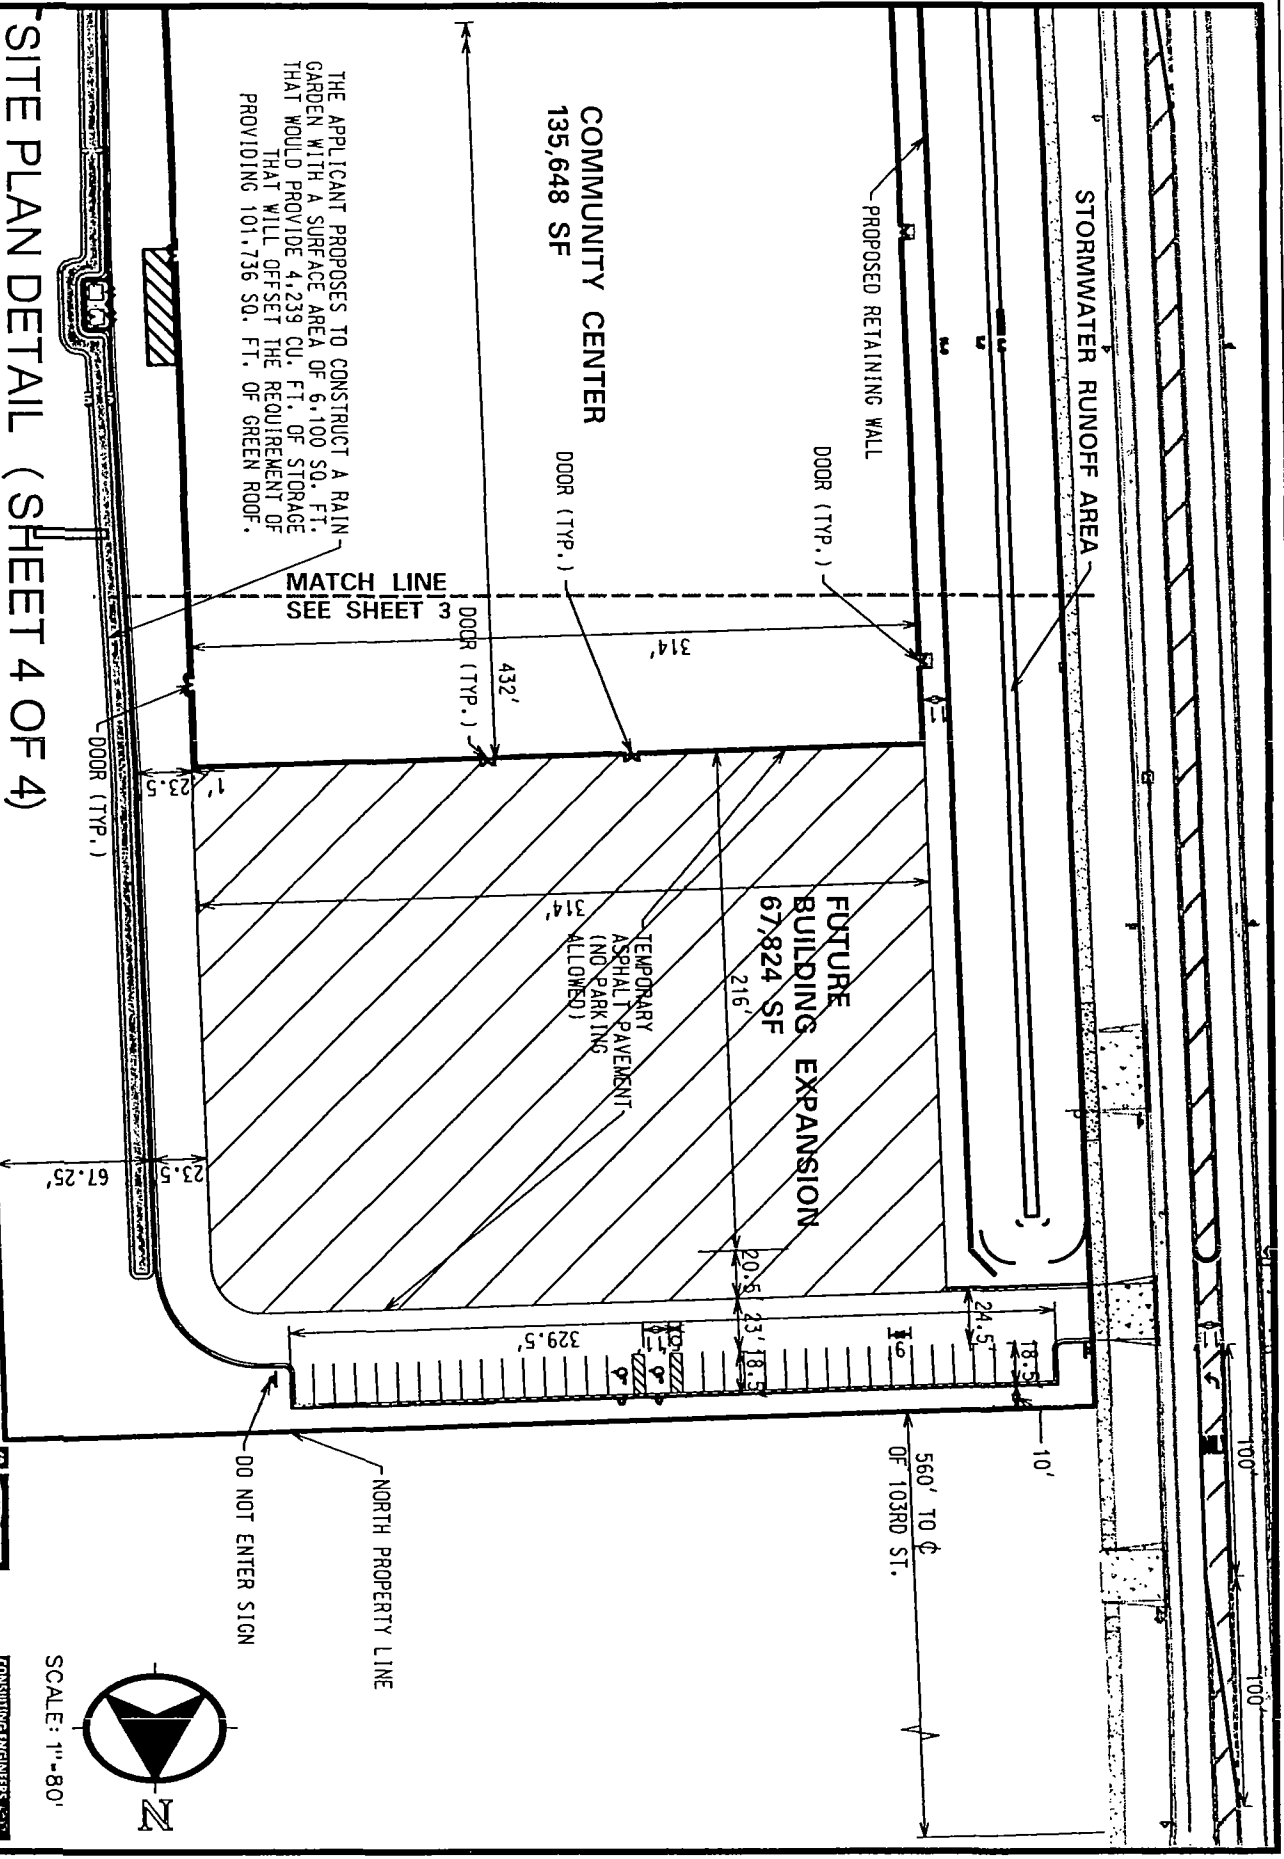 STORMWATER RUNOFF AREA
PROPOSED RETAINING WALL
DOOR (TYP.)
COMMUNITY CENTER
135,648 SF
DOOR (TYP.)
THE APPLICANT PROPOSES TO CONSTRUCT A RAIN
GARDEN WITH A SURFACE AREA OF 6,100 SQ. FT.
THAT WOULD PROVIDE 4,239 CU. FT. OF STORAGE
THAT WILL OFFSET THE REQUIREMENT OF
PROVIDING 101,736 SQ. FT. OF GREEN ROOF.
MATCH LINE
SEE SHEET 3
DOOR (TYP.)
432'
314'
11'
DOOR (TYP.)
23.5'
1'
FUTURE
BUILDING EXPANSION
67,824 SF
216'
314'
TEMPORARY
ASPHALT PAVEMENT
(NO PARKING
ALLOWED)
67.25'
23.5'
20.5'
23'
18.5'
24.5'
18.5'
329.5'
11'
9'
10'
11'
100'
100'
560' TO ℄
OF 103RD ST.
NORTH PROPERTY LINE
DO NOT ENTER SIGN
N
SCALE: 1"=80'
SITE PLAN DETAIL (SHEET 4 OF 4)